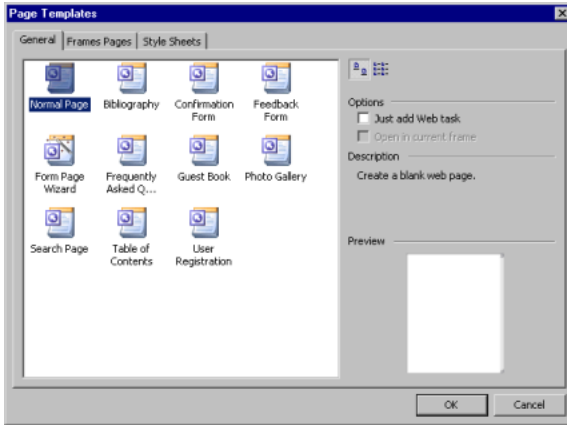 Page Templates
General
Frames Pages
Style Sheets
Normal Page
Bibliography
Confirmation
Form
Feedback
Form
Form Page
Wizard
Frequently
Asked Q...
Guest Book
Photo Gallery
Search Page
Table of
Contents
User
Registration
Options
Just add Web task
Open in current frame
Description
Create a blank web page.
Preview
OK
Cancel